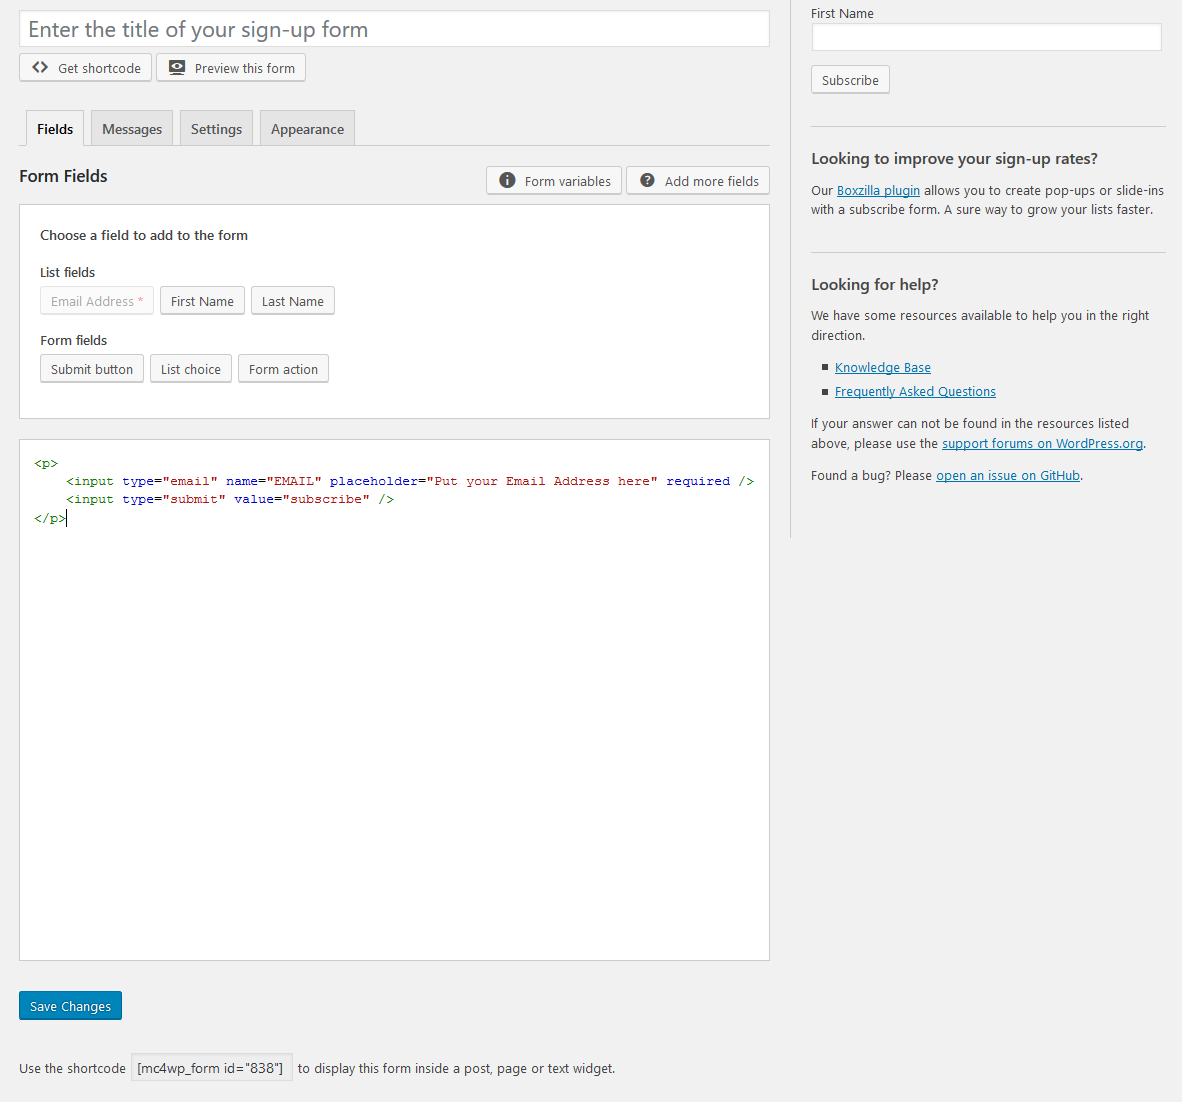 Enter the title of your sign-up form
Get shortcode
Preview this form
Fields
Messages
Settings
Appearance
Form Fields
Form variables
Add more fields
Choose a field to add to the form
List fields
Email Address *
First Name
Last Name
Form fields
Submit button
List choice
Form action
<p>
    <input type="email" name="EMAIL" placeholder="Put your Email Address here" required />
    <input type="submit" value="subscribe" />
</p>
Save Changes
Use the shortcode [mc4wp_form id="838"] to display this form inside a post, page or text widget.
First Name
Subscribe
Looking to improve your sign-up rates?
Our Boxzilla plugin allows you to create pop-ups or slide-ins
with a subscribe form. A sure way to grow your lists faster.
Looking for help?
We have some resources available to help you in the right
direction.
Knowledge Base
Frequently Asked Questions
If your answer can not be found in the resources listed
above, please use the support forums on WordPress.org.
Found a bug? Please open an issue on GitHub.